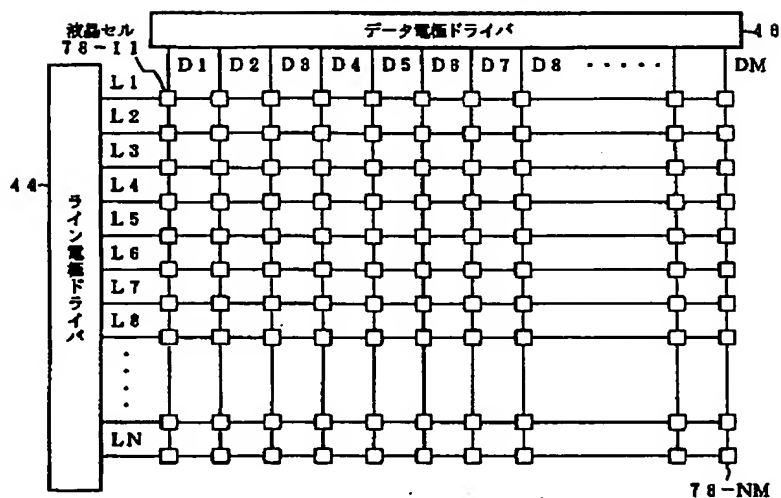 液晶セル
78-11
データ電極ドライバ
48
D1 D2 D3 D4 D5 D6 D7 D8 ····· DM
L1
L2
L3
44
L4
L5
L6
L7
L8
····
LN
ライン電極ドライバ
78-NM